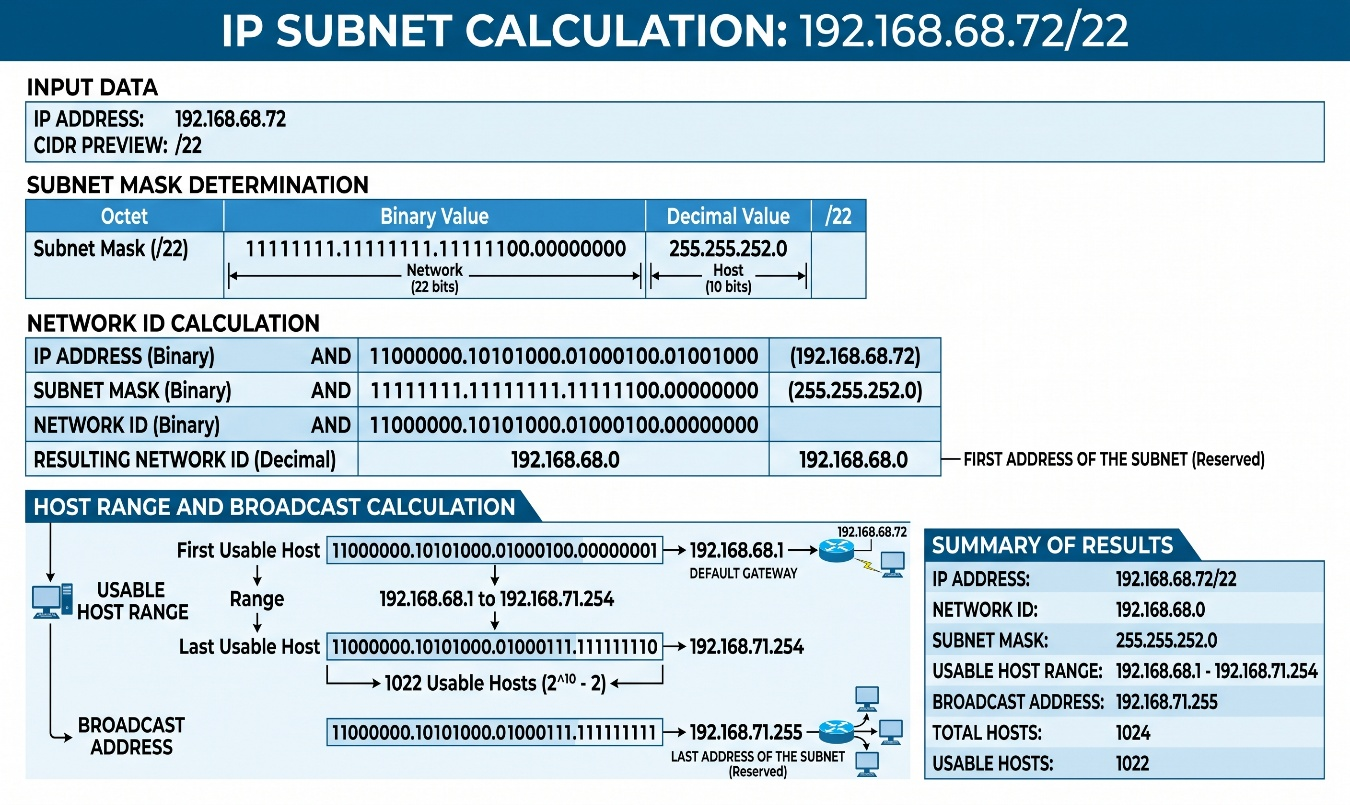 IP SUBNET CALCULATION: 192.168.68.72/22
INPUT DATA
IP ADDRESS: 192.168.68.72
CIDR PREVIEW: /22
SUBNET MASK DETERMINATION
Octet Binary Value Decimal Value /22
Subnet Mask (/22) 11111111.11111111.11111100.00000000 255.255.252.0
Network Host
(22 bits) (10 bits)
NETWORK ID CALCULATION
IP ADDRESS (Binary) AND 11000000.10101000.01000100.01001000 (192.168.68.72)
SUBNET MASK (Binary) AND 11111111.11111111.11111100.00000000 (255.255.252.0)
NETWORK ID (Binary) AND 11000000.10101000.01000100.00000000
RESULTING NETWORK ID (Decimal) 192.168.68.0 192.168.68.0 FIRST ADDRESS OF THE SUBNET (Reserved)
HOST RANGE AND BROADCAST CALCULATION
USABLE
HOST RANGE
First Usable Host 11000000.10101000.01000100.00000001 192.168.68.1 192.168.68.72
DEFAULT GATEWAY
Range 192.168.68.1 to 192.168.71.254
Last Usable Host 11000000.10101000.01000111.111111110 192.168.71.254
1022 Usable Hosts (2^10 - 2)
BROADCAST
ADDRESS
11000000.10101000.01000111.111111111 192.168.71.255
LAST ADDRESS OF THE SUBNET
(Reserved)
SUMMARY OF RESULTS
IP ADDRESS: 192.168.68.72/22
NETWORK ID: 192.168.68.0
SUBNET MASK: 255.255.252.0
USABLE HOST RANGE: 192.168.68.1 - 192.168.71.254
BROADCAST ADDRESS: 192.168.71.255
TOTAL HOSTS: 1024
USABLE HOSTS: 1022